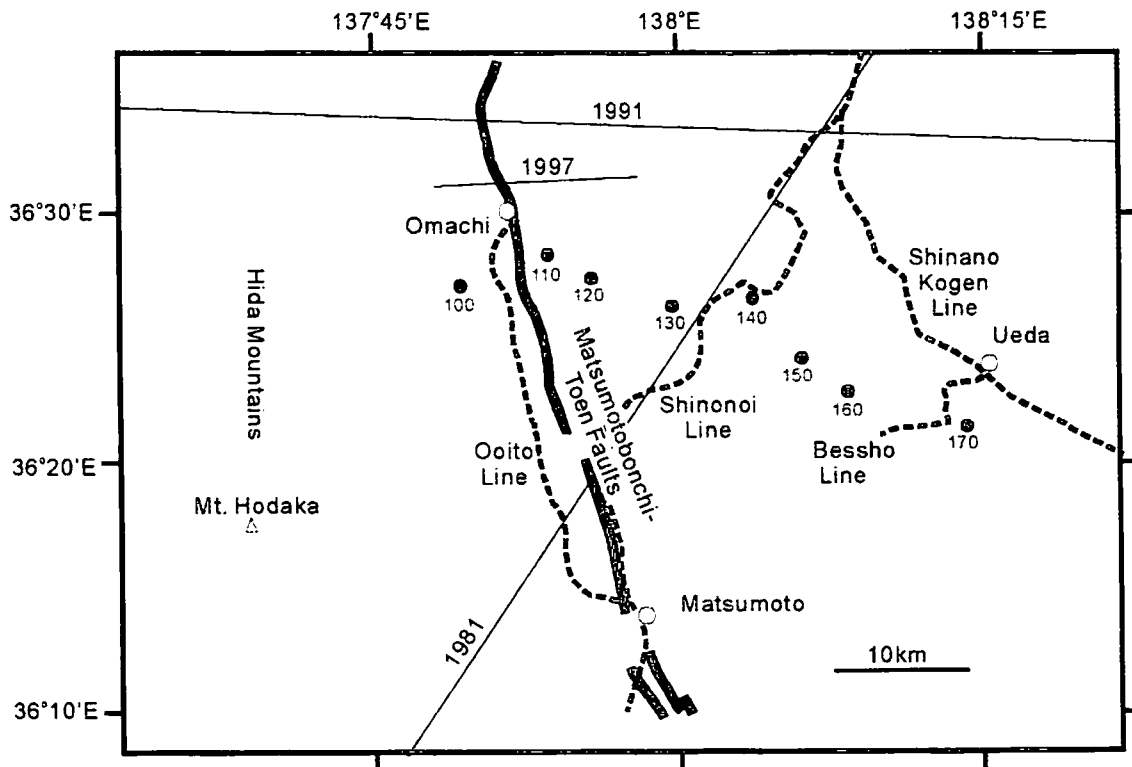 137°45'E
138°E
138°15'E
1991
1997
36°30'E
Omachi
110
120
100
130
140
Shinano
Kogen
Line
Ueda
Hida Mountains
Matsumotobonchi-
Toen Faults
150
160
170
Shinonoi
Line
Bessho
Line
Ooito
Line
36°20'E
Mt. Hodaka
Matsumoto
1981
10km
36°10'E